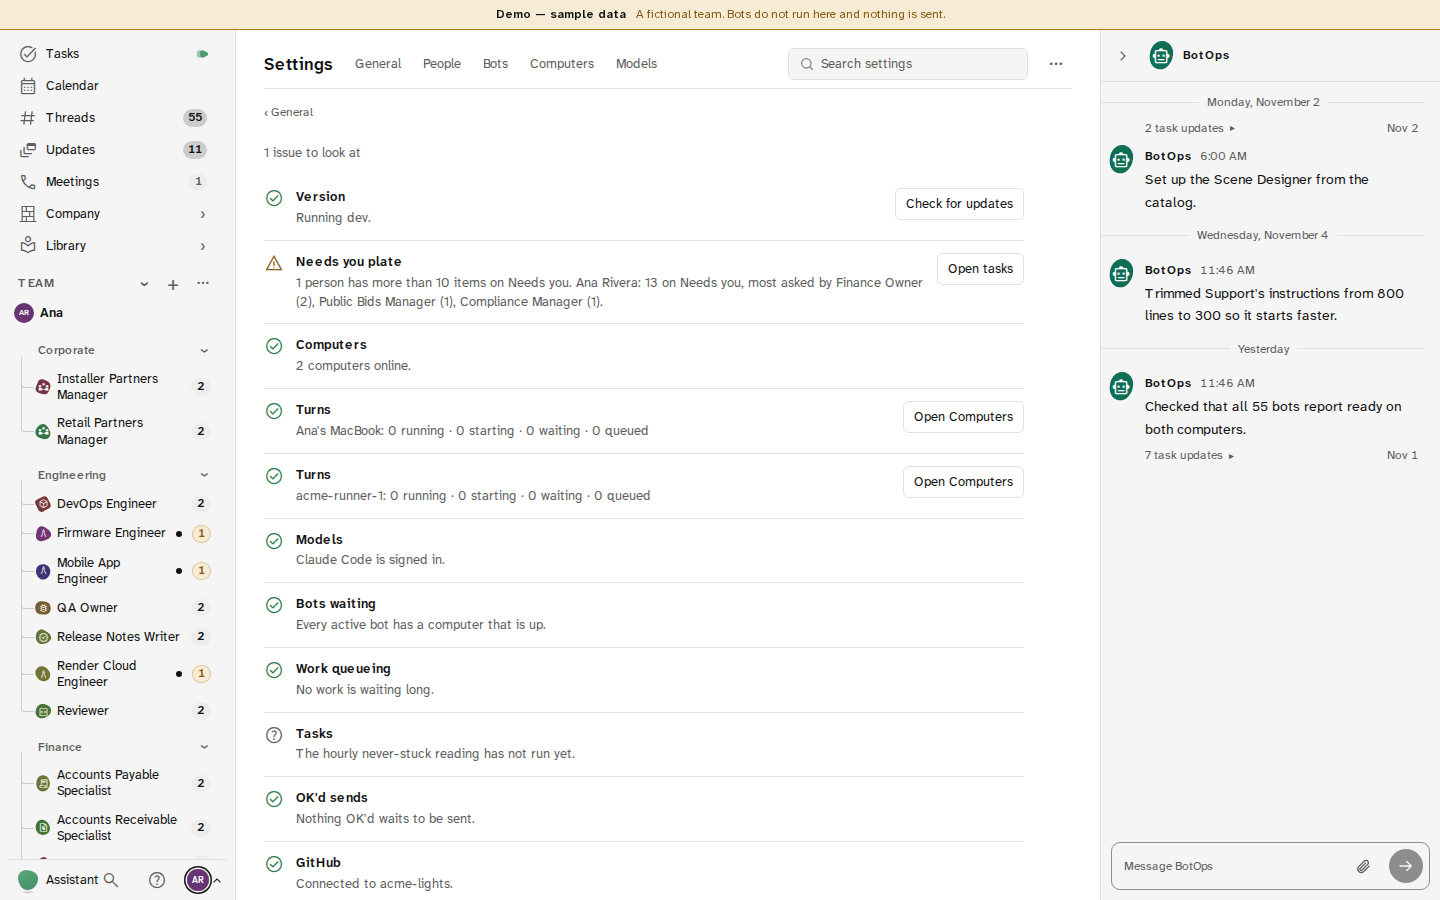 Demo — sample data A fictional team. Bots do not run here and nothing is sent.
Tasks
Calendar
Threads 55
Updates 11
Meetings 1
Company
Library
TEAM
AR Ana
Corporate
Installer Partners
Manager 2
Retail Partners
Manager 2
Engineering
DevOps Engineer 2
Firmware Engineer 1
Mobile App
Engineer 1
QA Owner 2
Release Notes Writer 2
Render Cloud
Engineer 1
Reviewer 2
Finance
Accounts Payable
Specialist 2
Accounts Receivable
Specialist 2
Assistant
AR
Settings General People Bots Computers Models
Search settings
‹ General
1 issue to look at
Version
Running dev.
Check for updates
Needs you plate
1 person has more than 10 items on Needs you. Ana Rivera: 13 on Needs you, most asked by Finance Owner
(2), Public Bids Manager (1), Compliance Manager (1).
Open tasks
Computers
2 computers online.
Turns
Ana's MacBook: 0 running · 0 starting · 0 waiting · 0 queued
Open Computers
Turns
acme-runner-1: 0 running · 0 starting · 0 waiting · 0 queued
Open Computers
Models
Claude Code is signed in.
Bots waiting
Every active bot has a computer that is up.
Work queueing
No work is waiting long.
Tasks
The hourly never-stuck reading has not run yet.
OK'd sends
Nothing OK'd waits to be sent.
GitHub
Connected to acme-lights.
BotOps
Monday, November 2
2 task updates ▸ Nov 2
BotOps 6:00 AM
Set up the Scene Designer from the
catalog.
Wednesday, November 4
BotOps 11:46 AM
Trimmed Support's instructions from 800
lines to 300 so it starts faster.
Yesterday
BotOps 11:46 AM
Checked that all 55 bots report ready on
both computers.
7 task updates ▸ Nov 1
Message BotOps